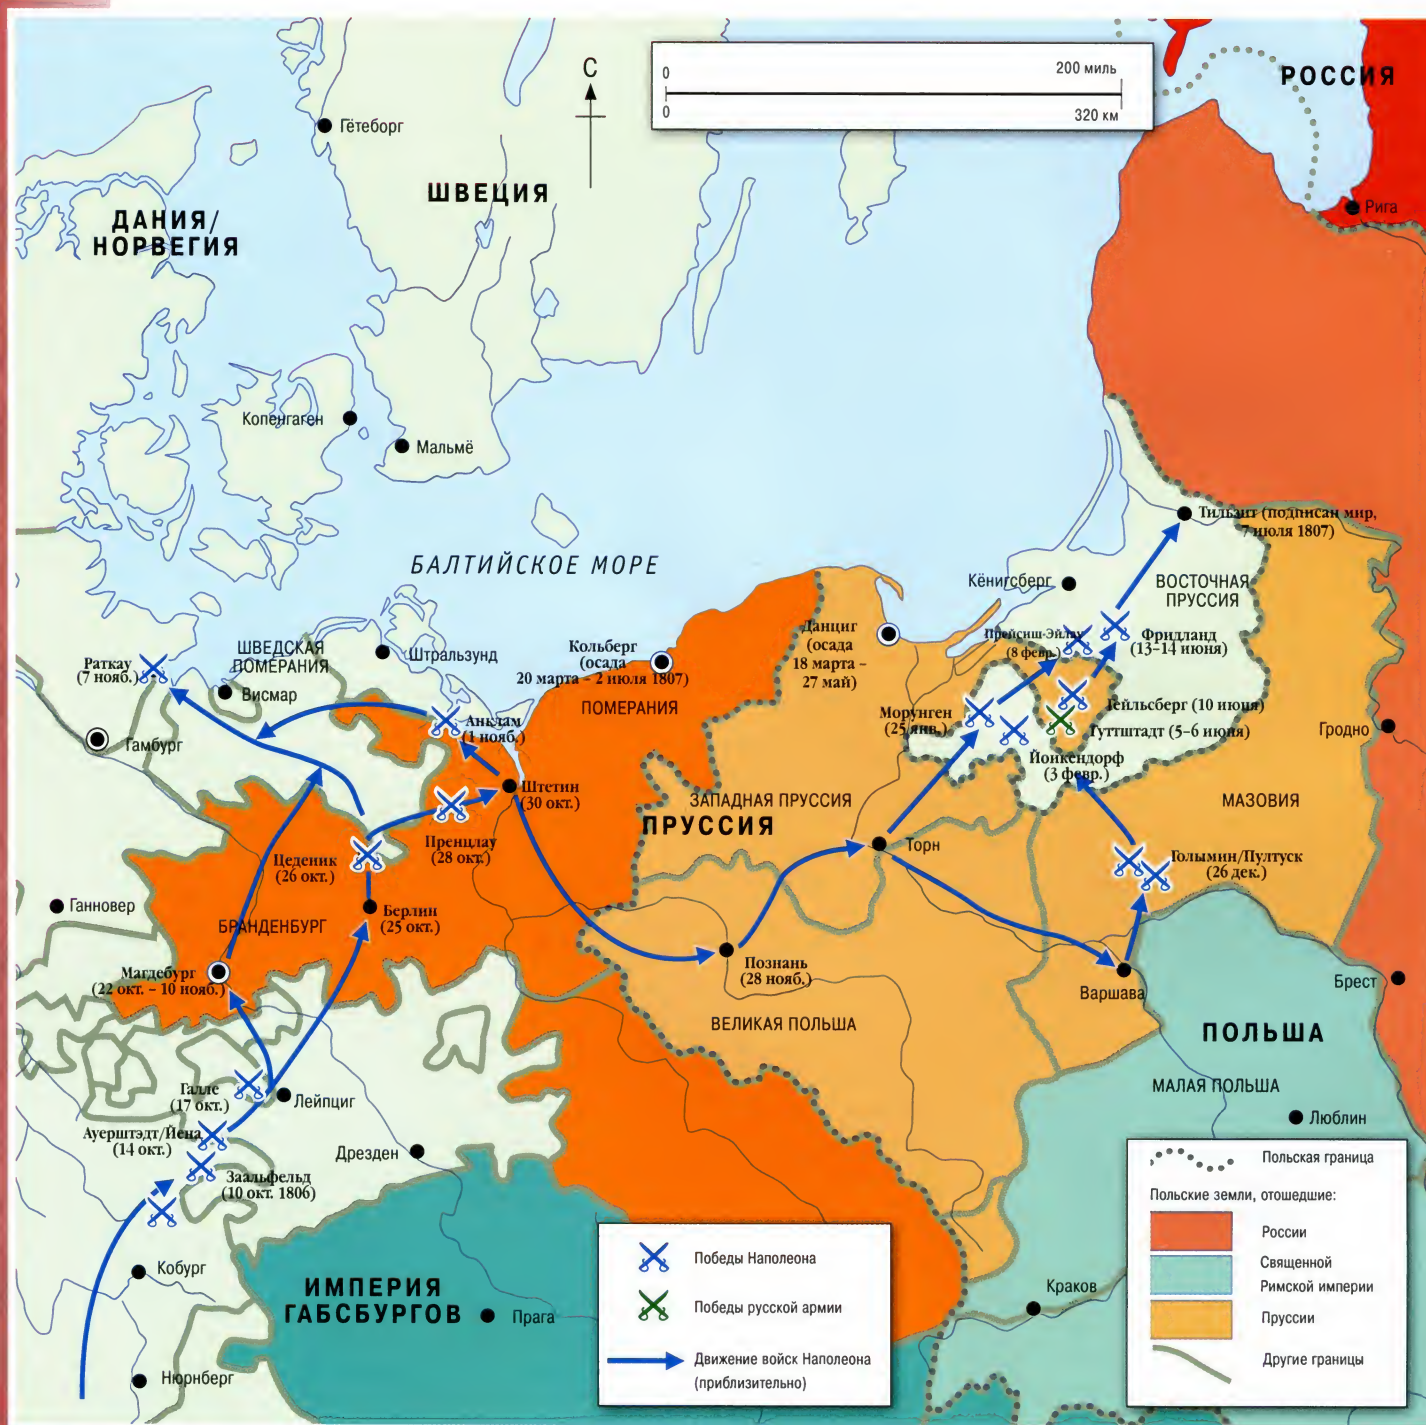 С
0
200 миль
0
320 км
РОССИЯ
Гётеборг
ШВЕЦИЯ
ДАНИЯ/
НОРВЕГИЯ
Рига
Копенгаген
Мальмё
Тильзит (подписан мир,
7 июля 1807)
БАЛТИЙСКОЕ МОРЕ
Кёнигсберг
ВОСТОЧНАЯ
ПРУССИЯ
Прейсиш-Эйлау
(8 февр.)
Фридланд
(13–14 июня)
Данциг
(осада
18 марта –
27 май)
Кольберг
(осада
20 марта – 2 июля 1807)
ПОМЕРАНИЯ
ШВЕДСКАЯ
ПОМЕРАНИЯ
Штральзунд
Раткау
(7 нояб.)
Висмар
Гамбург
Анклам
(1 нояб.)
Морунген
(25 янв.)
Гейльсберг (10 июня)
Гуттштадт (5–6 июня)
Йонкендорф
(3 февр.)
Гродно
Штетин
(30 окт.)
ЗАПАДНАЯ ПРУССИЯ
ПРУССИЯ
МАЗОВИЯ
Пренцлау
(28 окт.)
Торн
Цеденик
(26 окт.)
Голымин/Пултуск
(26 дек.)
Ганновер
Берлин
(25 окт.)
БРАНДЕНБУРГ
Магдебург
(22 окт. – 10 нояб.)
Познань
(28 нояб.)
Варшава
Брест
ВЕЛИКАЯ ПОЛЬША
ПОЛЬША
МАЛАЯ ПОЛЬША
Галле
(17 окт.)
Лейпциг
Люблин
Ауерштэдт/Йена
(14 окт.)
Дрезден
Заальфельд
(10 окт. 1806)
Кобург
ИМПЕРИЯ
ГАБСБУРГОВ
Прага
Нюрнберг
Краков
Победы Наполеона
Победы русской армии
Движение войск Наполеона
(приблизительно)
Польская граница
Польские земли, отошедшие:
России
Священной
Римской империи
Пруссии
Другие границы